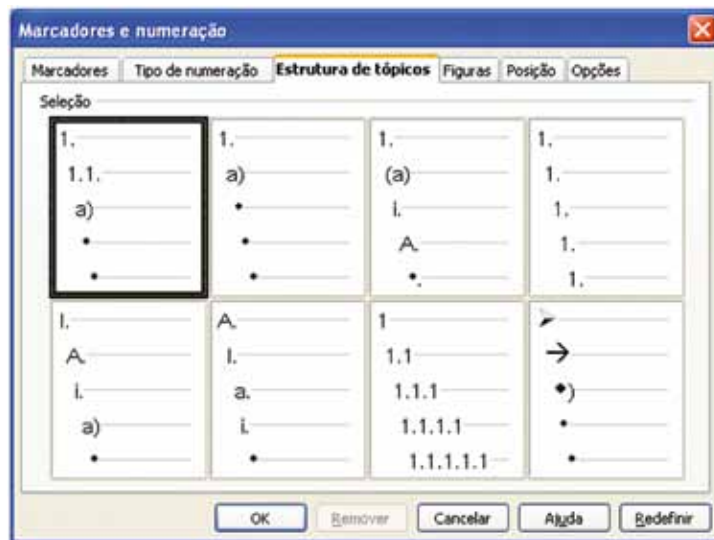 Marcadores e numeração
Marcadores Tipo de numeração Estrutura de tópicos Figuras Posição Opções
Seleção
1.
1.1.
a)
•
•
1.
a)
•
•
•
1.
(a)
i.
A.
•.
1.
1.
1.
1.
1.
I.
A.
i.
a)
•
A.
I.
a.
i.
•
1
1.1
1.1.1
1.1.1.1
1.1.1.1.1
➢
→
◆)
•
•
OK Remover Cancelar Ajuda Redefinir